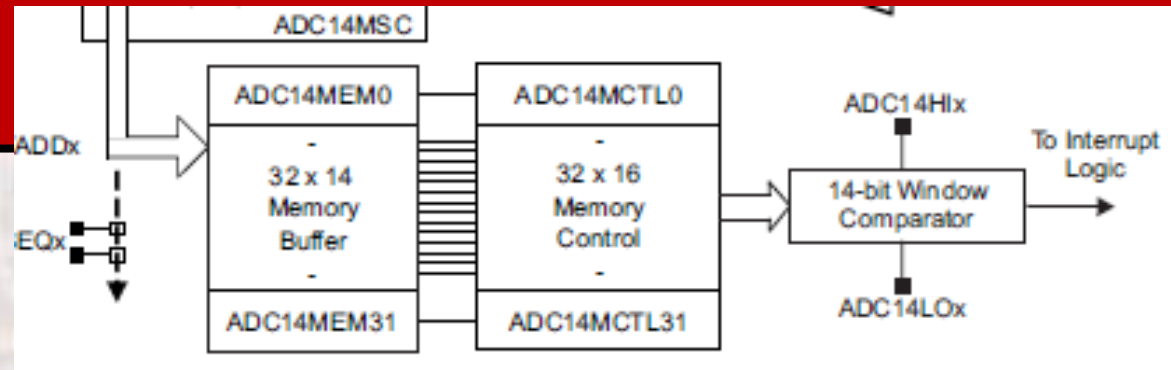 ADC14MSC
ADC14MEM0
-
32 x 14
Memory
Buffer
-
ADC14MEM31
ADC14MCTL0
-
32 x 16
Memory
Control
-
ADC14MCTL31
ADC14HIx
14-bit Window
Comparator
ADC14LOx
To Interrupt
Logic
ADDx
EQx